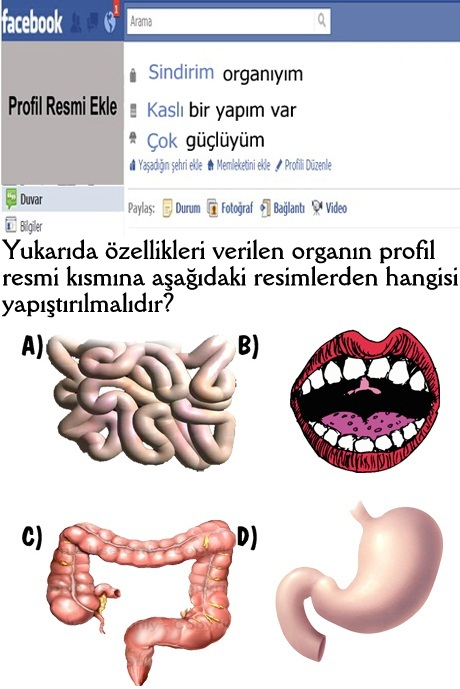 facebook
1
Arama
Profil Resmi Ekle
Sindirim organıyım
Kaslı bir yapım var
Çok güçlüyüm
Yaşadığın şehri ekle Memleketini ekle Profili Düzenle
Duvar
Bilgiler
Paylaş: Durum Fotoğraf Bağlantı Video
Yukarıda özellikleri verilen organın profil
resmi kısmına aşağıdaki resimlerden hangisi
yapıştırılmalıdır?
A)
B)
C)
D)